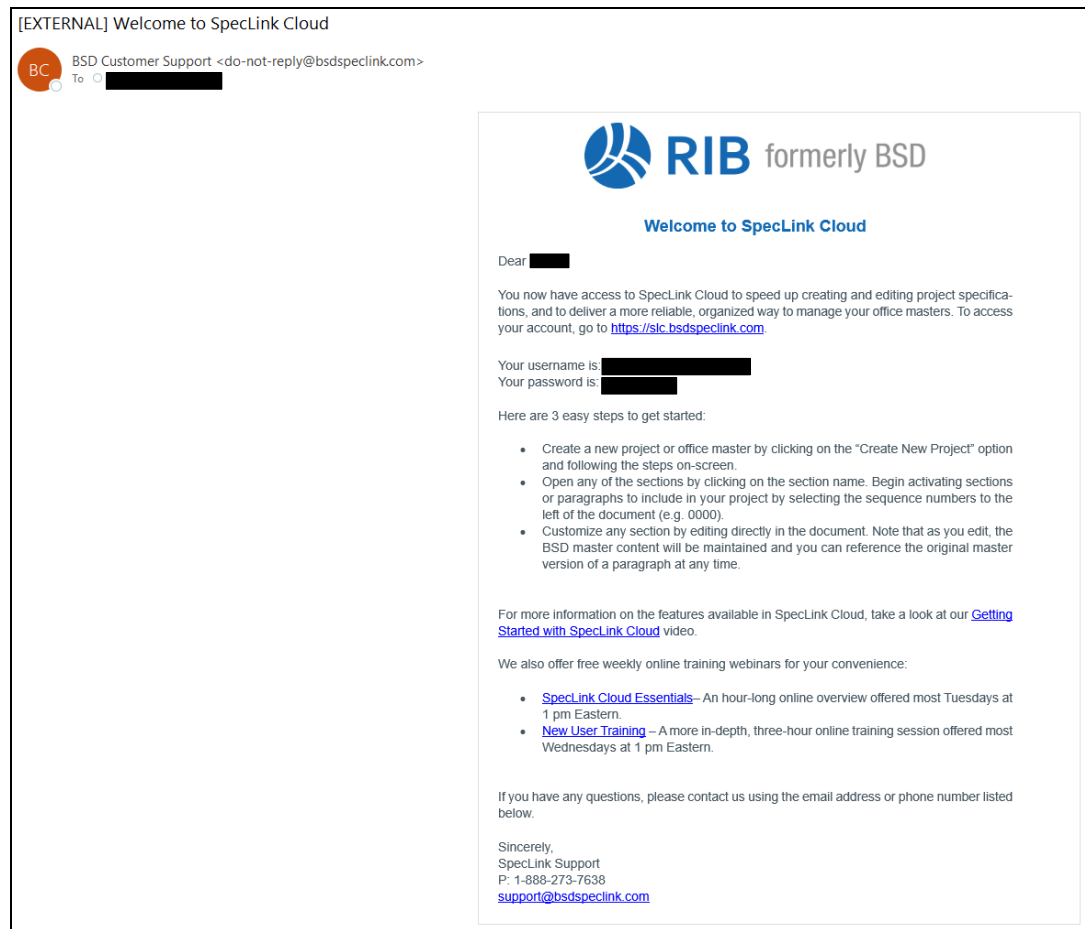 [EXTERNAL] Welcome to SpecLink Cloud
BC
BSD Customer Support <do-not-reply@bsdspeclink.com>
To
RIB formerly BSD
Welcome to SpecLink Cloud
Dear
You now have access to SpecLink Cloud to speed up creating and editing project specifica-
tions, and to deliver a more reliable, organized way to manage your office masters. To access
your account, go to https://slc.bsdspeclink.com.
Your username is:
Your password is:
Here are 3 easy steps to get started:
• Create a new project or office master by clicking on the “Create New Project” option
and following the steps on-screen.
• Open any of the sections by clicking on the section name. Begin activating sections
or paragraphs to include in your project by selecting the sequence numbers to the
left of the document (e.g. 0000).
• Customize any section by editing directly in the document. Note that as you edit, the
BSD master content will be maintained and you can reference the original master
version of a paragraph at any time.
For more information on the features available in SpecLink Cloud, take a look at our Getting
Started with SpecLink Cloud video.
We also offer free weekly online training webinars for your convenience:
• SpecLink Cloud Essentials– An hour-long online overview offered most Tuesdays at
1 pm Eastern.
• New User Training – A more in-depth, three-hour online training session offered most
Wednesdays at 1 pm Eastern.
If you have any questions, please contact us using the email address or phone number listed
below.
Sincerely,
SpecLink Support
P: 1-888-273-7638
support@bsdspeclink.com